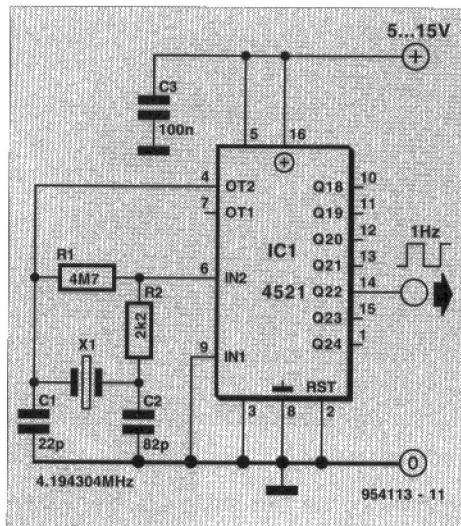 5...15V
C3
100n
5
16
4
OT2
Q18
10
7
OT1
Q19
11
R1
IC1
Q20
12
1Hz
4M7
6
IN2
Q21
13
R2
4521
Q22
14
2k2
Q23
15
X1
9
IN1
Q24
1
RST
C1
C2
22p
82p
3
8
2
0
4.194304MHz
954113 - 11